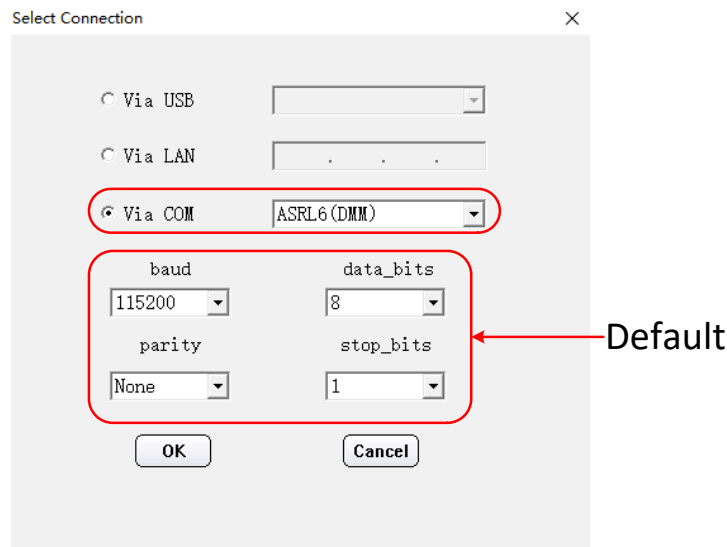 Select Connection
Via USB
Via LAN
. . .
Via COM ASRL6(DMM)
baud data_bits
115200 8
Default
parity stop_bits
None 1
OK Cancel